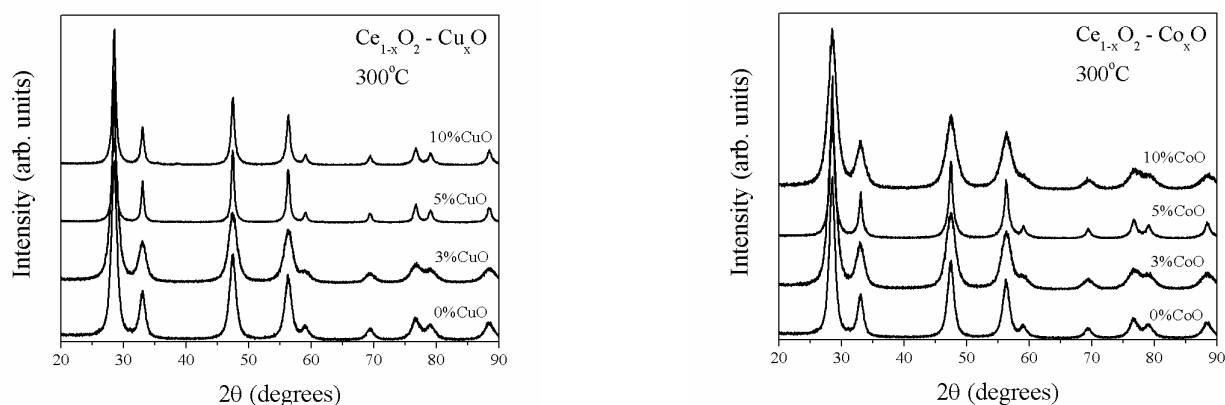 Ce₁₋ₓO₂ - CuₓO
300°C
10%CuO
5%CuO
3%CuO
0%CuO
Intensity (arb. units)
20 30 40 50 60 70 80 90
2θ (degrees)
Ce₁₋ₓO₂ - CoₓO
300°C
10%CoO
5%CoO
3%CoO
0%CoO
Intensity (arb. units)
20 30 40 50 60 70 80 90
2θ (degrees)